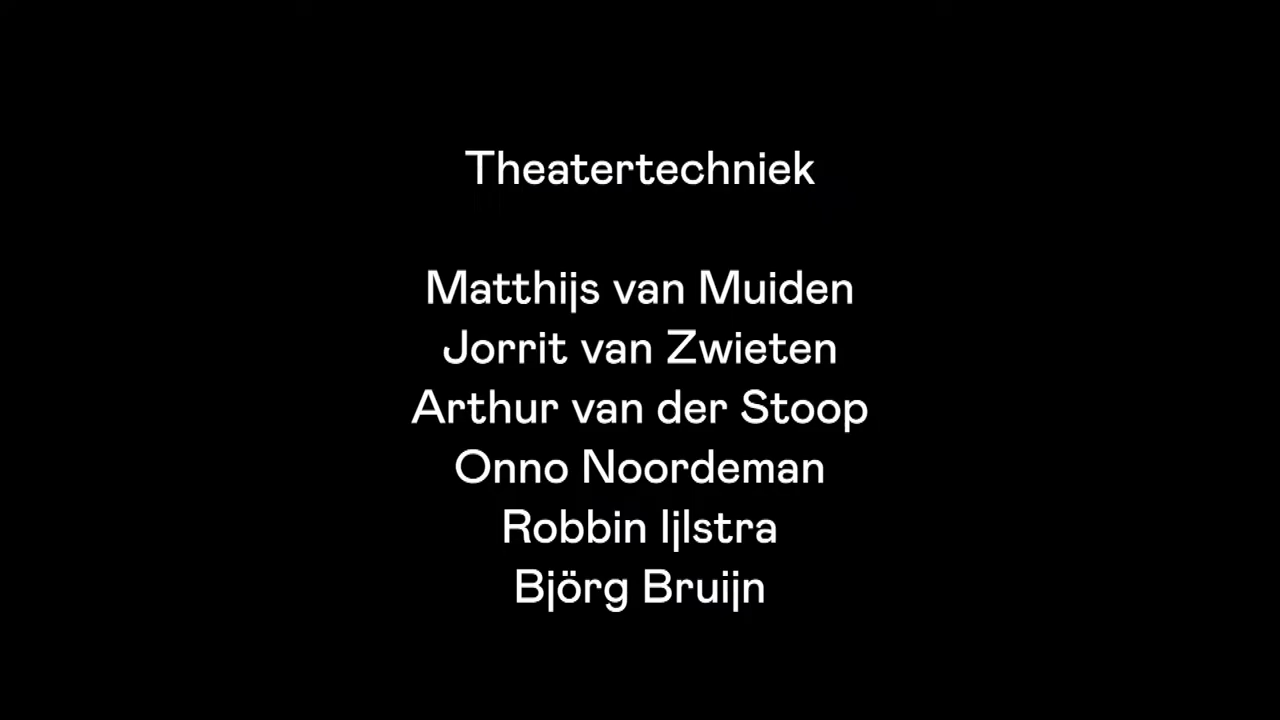 Theatertechniek
Matthijs van Muiden
Jorrit van Zwieten
Arthur van der Stoop
Onno Noordeman
Robbin Ijlstra
Björg Bruijn